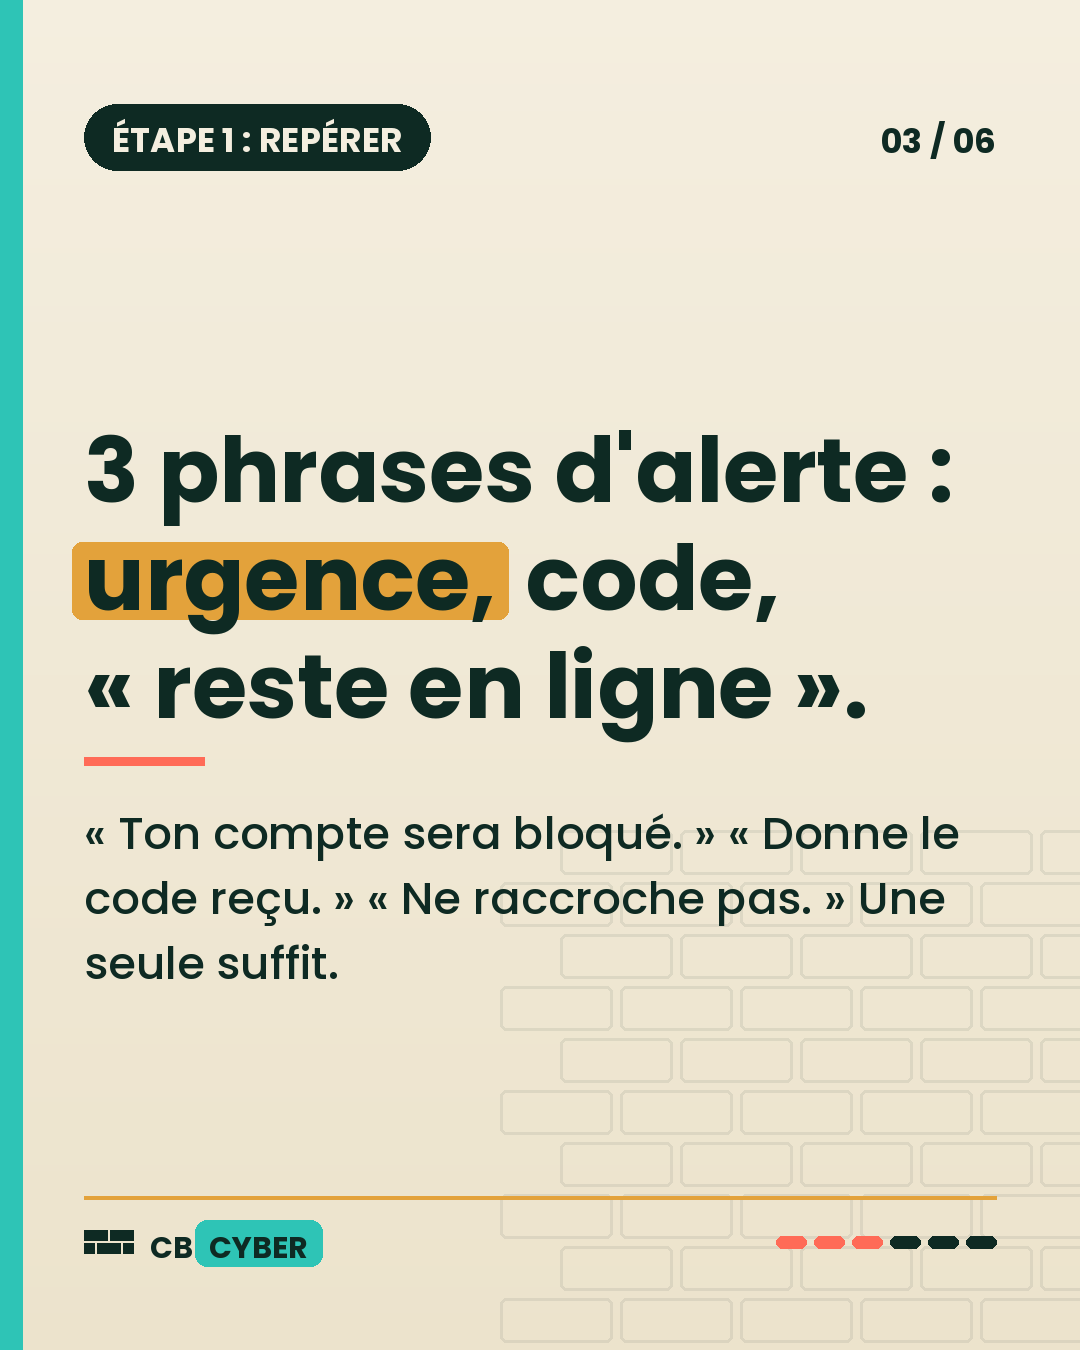 ÉTAPE 1 : REPÉRER
03 / 06
3 phrases d'alerte :
urgence, code,
« reste en ligne ».
« Ton compte sera bloqué. » « Donne le
code reçu. » « Ne raccroche pas. » Une
seule suffit.
CB CYBER